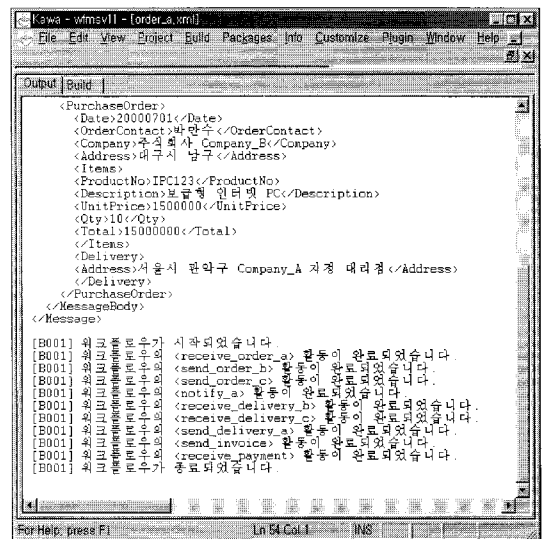 Kawa - wfmsv11 - [order_a.xml]
File Edit View Project Build Packages Info Customize Plugin Window Help
Output Build
<PurchaseOrder>
<Date>20000701</Date>
<OrderContact>박만수</OrderContact>
<Company>주식회사 Company_B</Company>
<Address>대구시 남구</Address>
<Items>
<ProductNo>IPC123</ProductNo>
<Description>보급형 인터넷 PC</Description>
<UnitPrice>1500000</UnitPrice>
<Qty>10</Qty>
<Total>15000000</Total>
</Items>
<Delivery>
<Address>서울시 관악구 Company_A 지정 대리점</Address>
</Delivery>
</PurchaseOrder>
</MessageBody>
</Message>
[B001] 워크플로우가 시작되었습니다.
[B001] 워크플로우의 <receive_order_a> 활동이 완료되었습니다.
[B001] 워크플로우의 <send_order_b> 활동이 완료되었습니다.
[B001] 워크플로우의 <send_order_c> 활동이 완료되었습니다.
[B001] 워크플로우의 <notify_a> 활동이 완료되었습니다.
[B001] 워크플로우의 <receive_delivery_b> 활동이 완료되었습니다.
[B001] 워크플로우의 <receive_delivery_c> 활동이 완료되었습니다.
[B001] 워크플로우의 <send_delivery_a> 활동이 완료되었습니다.
[B001] 워크플로우의 <send_invoice> 활동이 완료되었습니다.
[B001] 워크플로우의 <receive_payment> 활동이 완료되었습니다.
[B001] 워크플로우가 종료되었습니다.
For Help, press F1 Ln 54 Col 1 INS